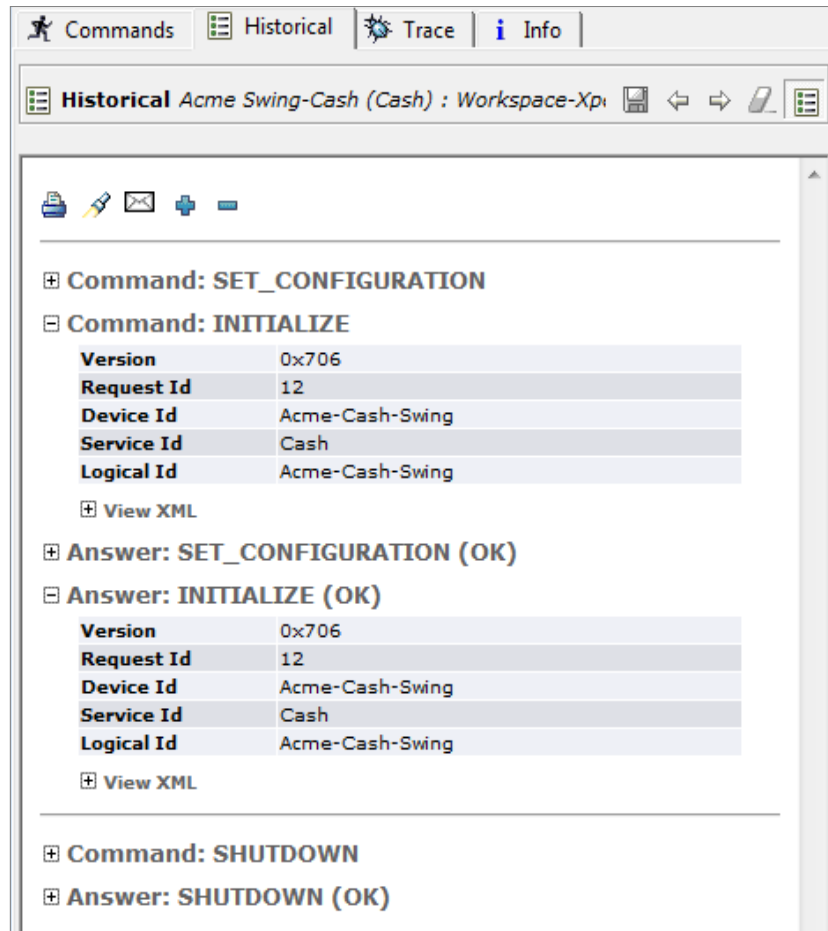 Commands Historical Trace i Info
Historical Acme Swing-Cash (Cash) : Workspace-Xp
Command: SET_CONFIGURATION
Command: INITIALIZE
Version 0x706
Request Id 12
Device Id Acme-Cash-Swing
Service Id Cash
Logical Id Acme-Cash-Swing
View XML
Answer: SET_CONFIGURATION (OK)
Answer: INITIALIZE (OK)
Version 0x706
Request Id 12
Device Id Acme-Cash-Swing
Service Id Cash
Logical Id Acme-Cash-Swing
View XML
Command: SHUTDOWN
Answer: SHUTDOWN (OK)